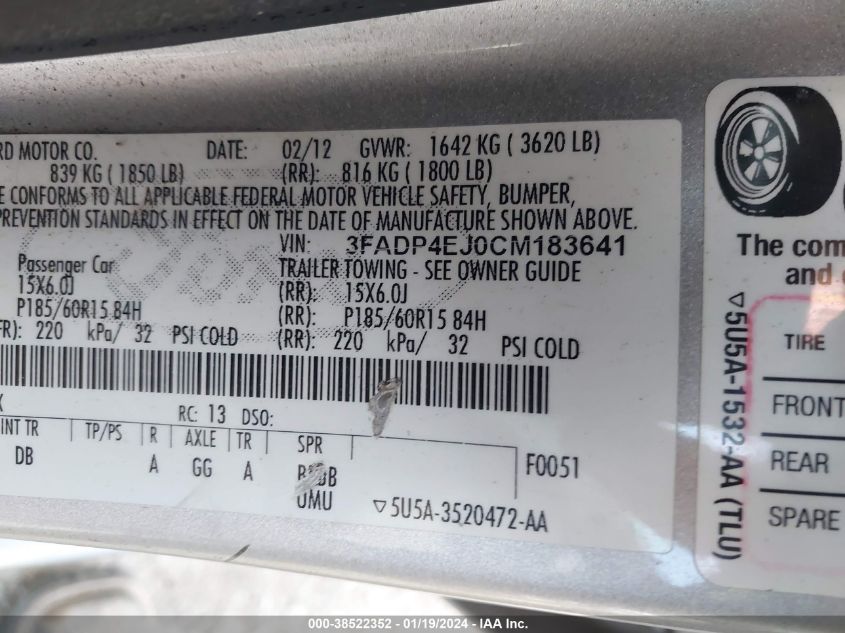 RD MOTOR CO. DATE: 02/12 GVWR: 1642 KG ( 3620 LB)
839 KG ( 1850 LB) (RR): 816 KG ( 1800 LB)
E CONFORMS TO ALL APPLICABLE FEDERAL MOTOR VEHICLE SAFETY, BUMPER,
PREVENTION STANDARDS IN EFFECT ON THE DATE OF MANUFACTURE SHOWN ABOVE.
VIN: 3FADP4EJ0CM183641
Passenger Car TRAILER TOWING - SEE OWNER GUIDE
15X6.0J (RR): 15X6.0J
P185/60R15 84H (RR): P185/60R15 84H
FR): 220 kPa/ 32 PSI COLD (RR): 220 kPa/ 32 PSI COLD
RC: 13 DSO:
INT TR TP/PS R AXLE TR SPR
DB A GG A F0051
UMU ▽5U5A-3520472-AA
The com
and
▽5U5A-1532-AA (TLU)
TIRE
FRONT
REAR
SPARE
000-38522352 - 01/19/2024 - IAA Inc.